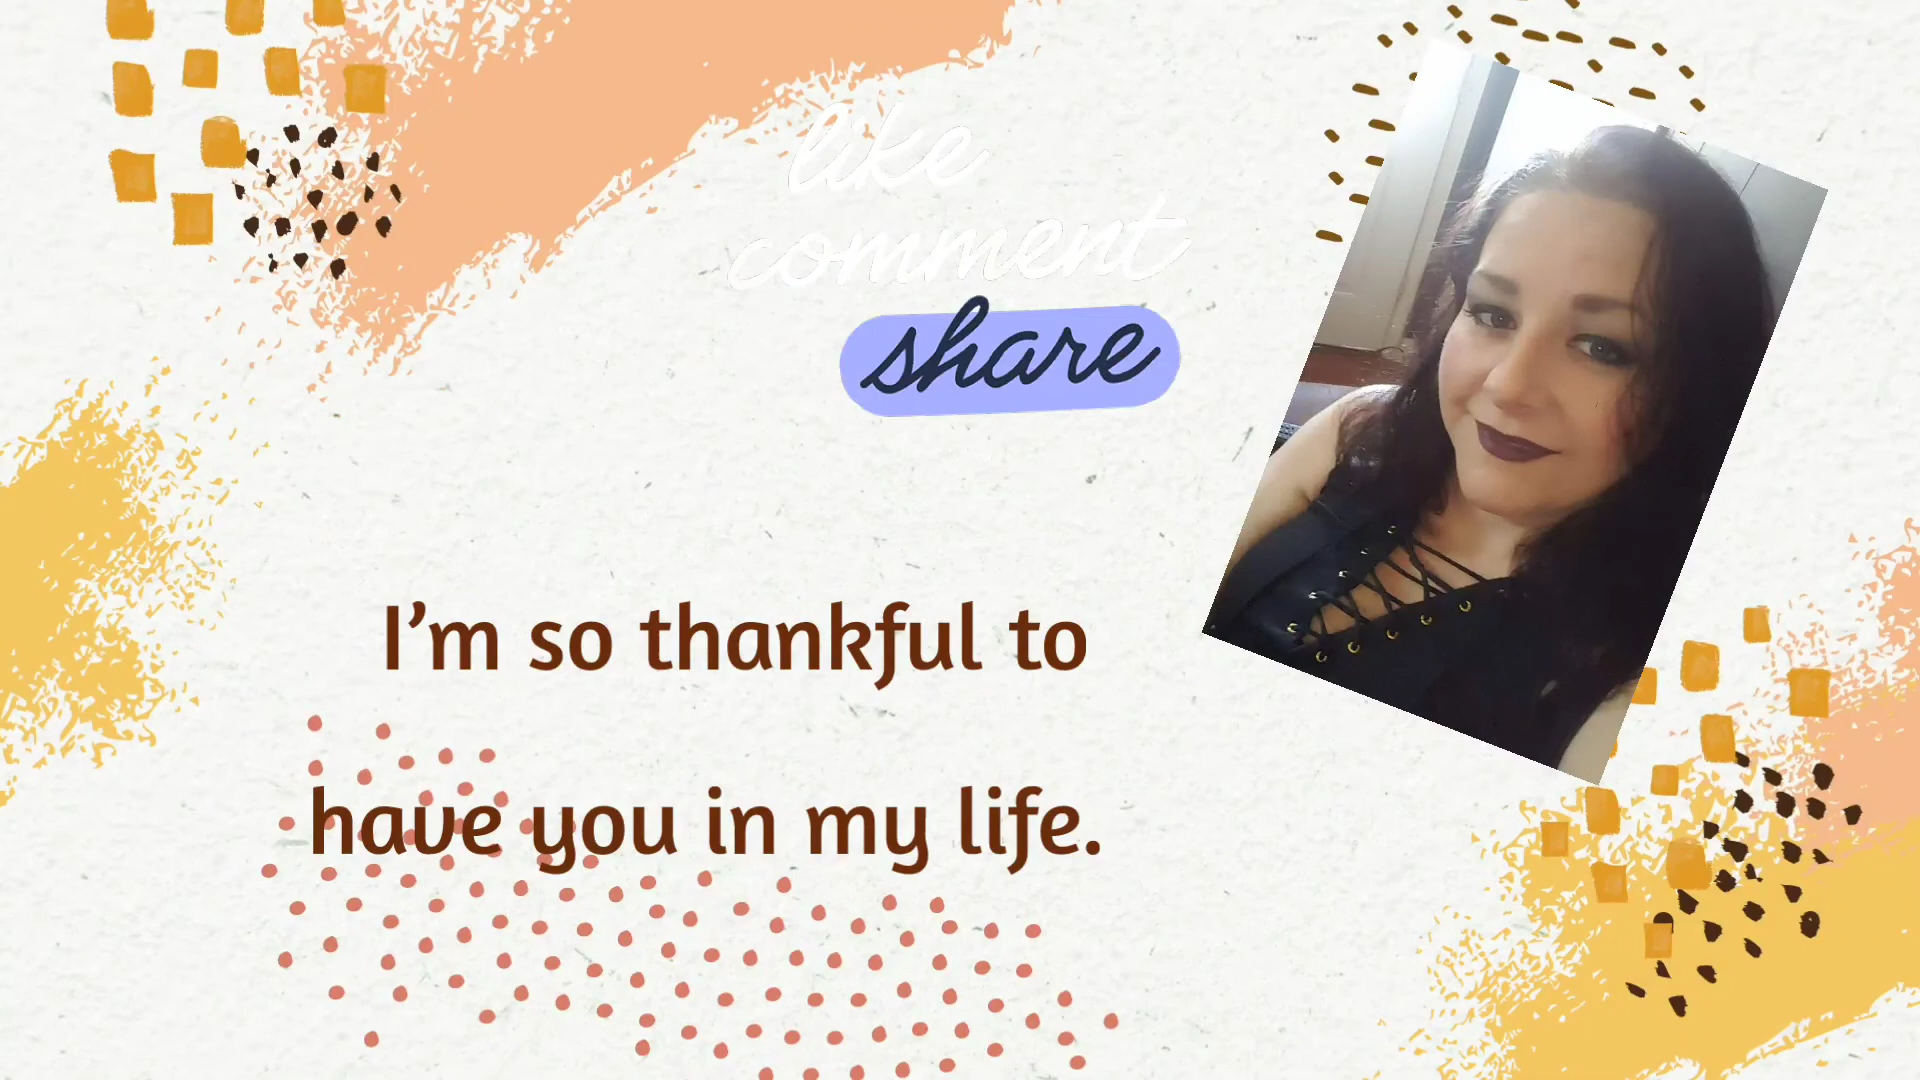 like
comment
share
I’m so thankful to
have you in my life.